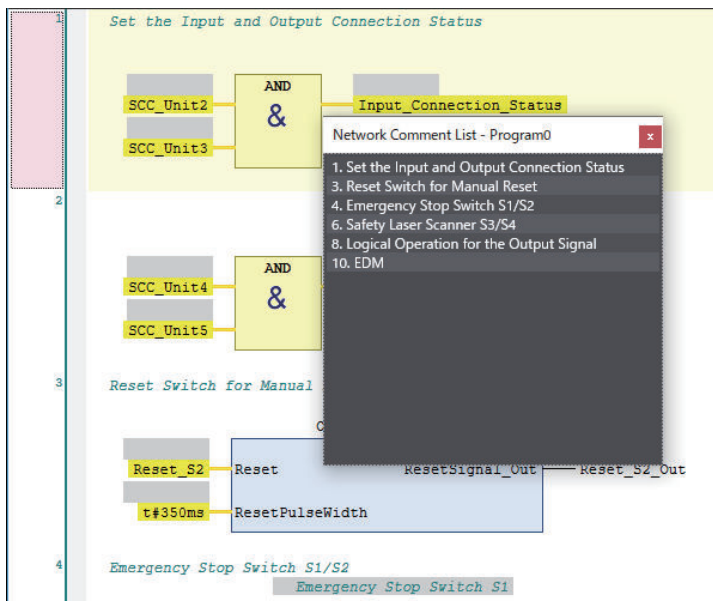 1
Set the Input and Output Connection Status
AND
&
SCC_Unit2
Input_Connection_Status
SCC_Unit3
Network Comment List - Program0
x
1. Set the Input and Output Connection Status
3. Reset Switch for Manual Reset
4. Emergency Stop Switch S1/S2
6. Safety Laser Scanner S3/S4
8. Logical Operation for the Output Signal
10. EDM
2
AND
&
SCC_Unit4
SCC_Unit5
3
Reset Switch for Manual
Reset_S2
Reset
ResetSignal_Out
Reset_S2_Out
t#350ms
ResetPulseWidth
4
Emergency Stop Switch S1/S2
Emergency Stop Switch S1